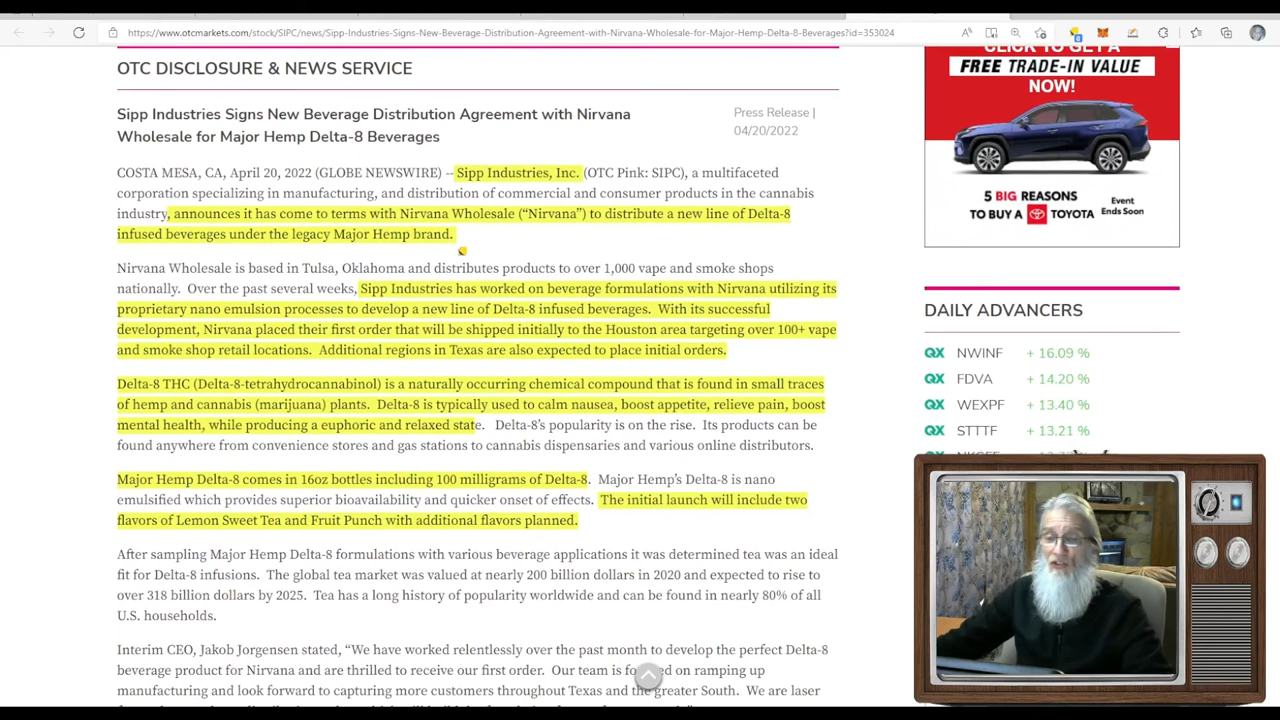 https://www.otcmarkets.com/stock/SIPC/news/Sipp-Industries-Signs-New-Beverage-Distribution-Agreement-with-Nirvana-Wholesale-for-Major-Hemp-Delta-8-Beverages?id=353024
OTC DISCLOSURE & NEWS SERVICE
Sipp Industries Signs New Beverage Distribution Agreement with Nirvana
Wholesale for Major Hemp Delta-8 Beverages
Press Release |
04/20/2022
COSTA MESA, CA, April 20, 2022 (GLOBE NEWSWIRE) -- Sipp Industries, Inc. (OTC Pink: SIPC), a multifaceted
corporation specializing in manufacturing, and distribution of commercial and consumer products in the cannabis
industry, announces it has come to terms with Nirvana Wholesale (“Nirvana”) to distribute a new line of Delta-8
infused beverages under the legacy Major Hemp brand.
Nirvana Wholesale is based in Tulsa, Oklahoma and distributes products to over 1,000 vape and smoke shops
nationally. Over the past several weeks, Sipp Industries has worked on beverage formulations with Nirvana utilizing its
proprietary nano emulsion processes to develop a new line of Delta-8 infused beverages. With its successful
development, Nirvana placed their first order that will be shipped initially to the Houston area targeting over 100+ vape
and smoke shop retail locations. Additional regions in Texas are also expected to place initial orders.
Delta-8 THC (Delta-8-tetrahydrocannabinol) is a naturally occurring chemical compound that is found in small traces
of hemp and cannabis (marijuana) plants. Delta-8 is typically used to calm nausea, boost appetite, relieve pain, boost
mental health, while producing a euphoric and relaxed state. Delta-8’s popularity is on the rise. Its products can be
found anywhere from convenience stores and gas stations to cannabis dispensaries and various online distributors.
Major Hemp Delta-8 comes in 16oz bottles including 100 milligrams of Delta-8. Major Hemp’s Delta-8 is nano
emulsified which provides superior bioavailability and quicker onset of effects. The initial launch will include two
flavors of Lemon Sweet Tea and Fruit Punch with additional flavors planned.
After sampling Major Hemp Delta-8 formulations with various beverage applications it was determined tea was an ideal
fit for Delta-8 infusions. The global tea market was valued at nearly 200 billion dollars in 2020 and expected to rise to
over 318 billion dollars by 2025. Tea has a long history of popularity worldwide and can be found in nearly 80% of all
U.S. households.
Interim CEO, Jakob Jorgensen stated, “We have worked relentlessly over the past month to develop the perfect Delta-8
beverage product for Nirvana and are thrilled to receive our first order. Our team is on ramping up
manufacturing and look forward to capturing more customers throughout Texas and the greater South. We are laser
CLICK TO GET A
FREE TRADE-IN VALUE
NOW!
5 BIG REASONS
TO BUY A TOYOTA
Event
Ends Soon
DAILY ADVANCERS
QX NWINF + 16.09 %
QX FDVA + 14.20 %
QX WEXPF + 13.40 %
QX STTTF + 13.21 %